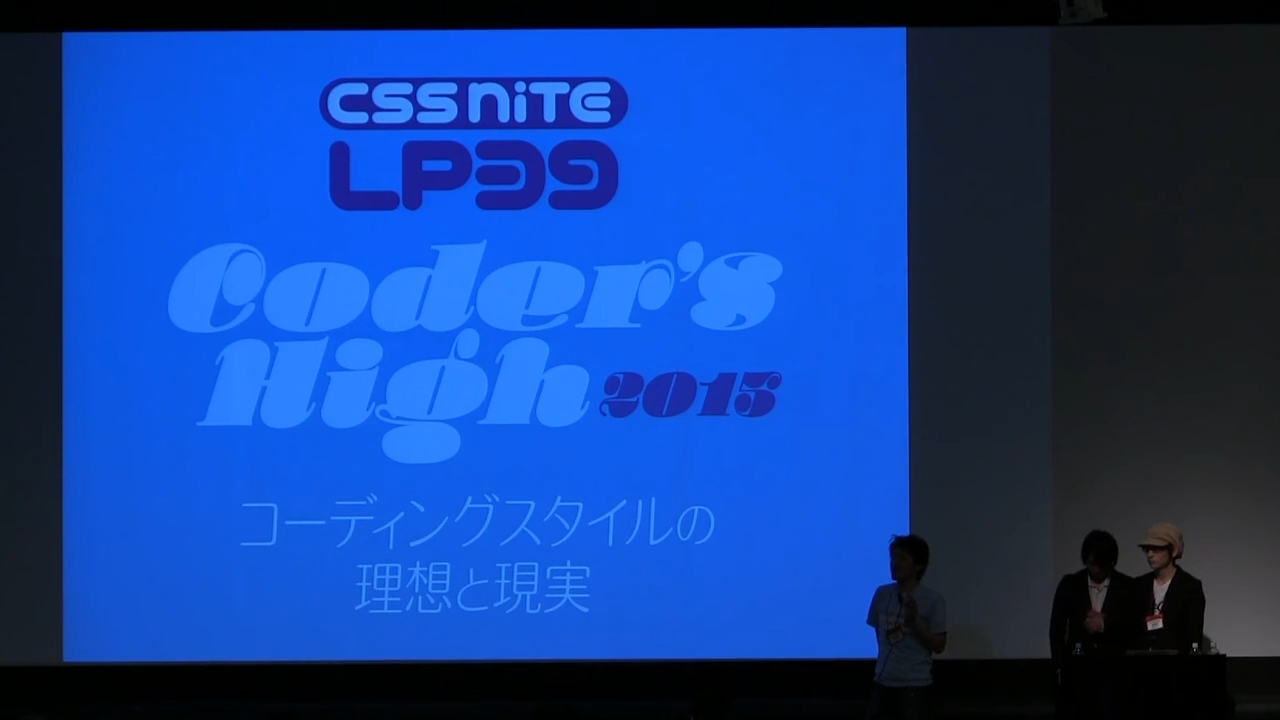 CSS NiTE
LP39
Coder's
High 2015
コーディングスタイルの
理想と現実